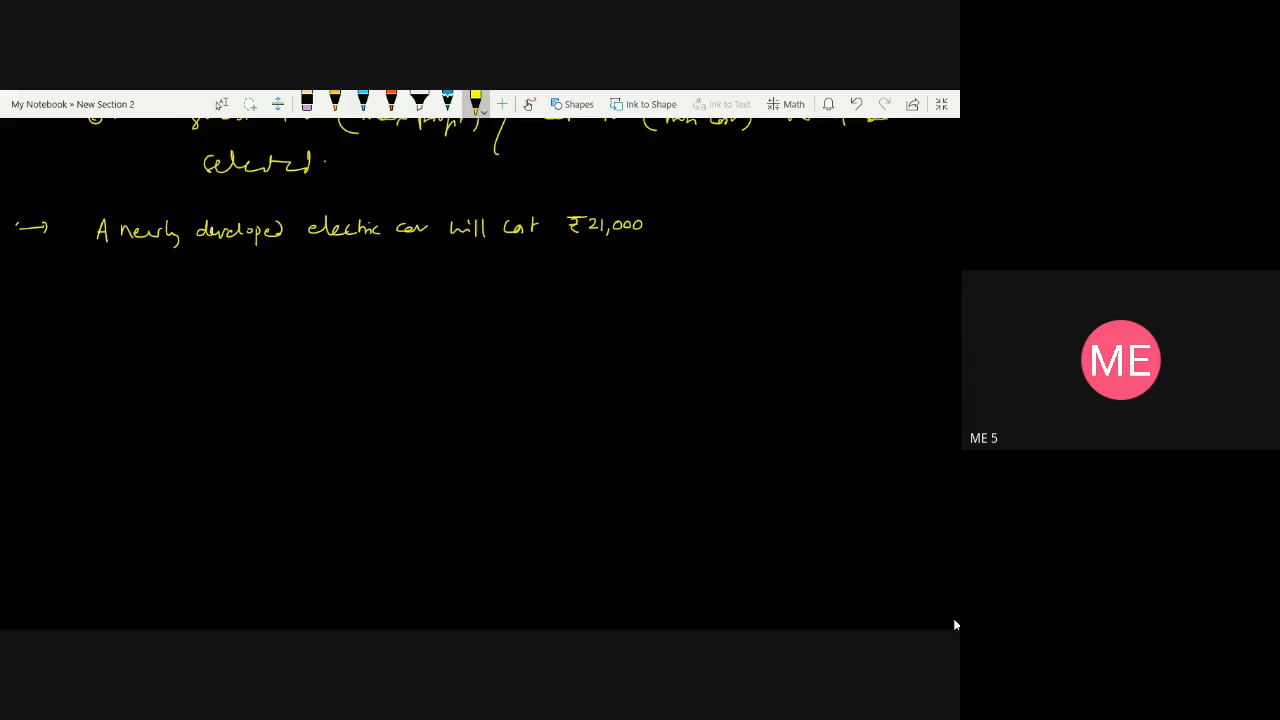 My Notebook » New Section 2
Shapes
Ink to Shape
Ink to Text
Math
selected.
→ A newly developed electric car will cost ₹21,000
ME
ME 5